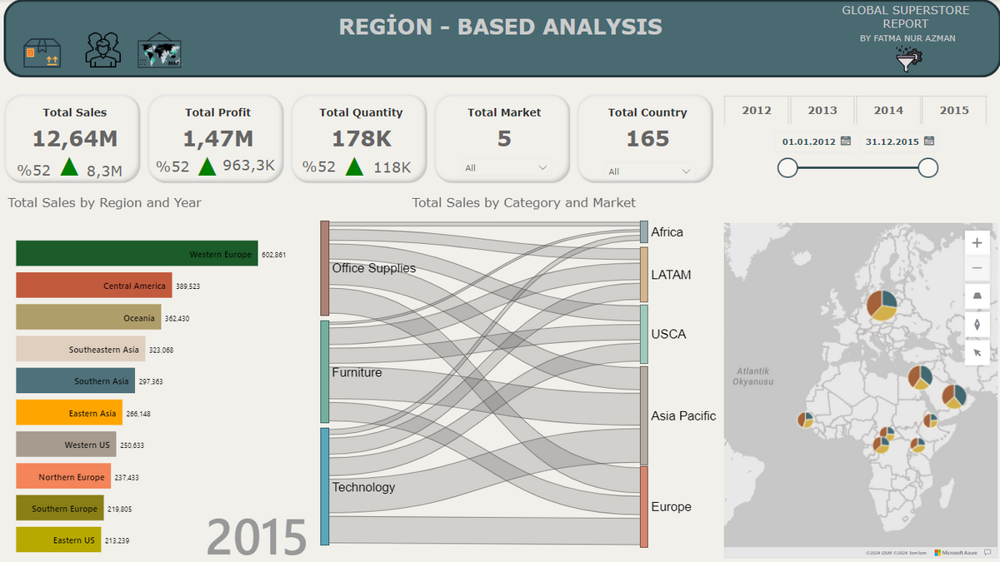 REGİON - BASED ANALYSIS
GLOBAL SUPERSTORE
REPORT
BY FATMA NUR AZMAN
MAP
Total Sales
12,64M
%52 8,3M
Total Profit
1,47M
%52 963,3K
Total Quantity
178K
%52 118K
Total Market
5
All
Total Country
165
All
2012 2013 2014 2015
01.01.2012 31.12.2015
Total Sales by Region and Year
Western Europe 602,861
Central America 389,523
Oceania 362,430
Southeastern Asia 323,068
Southern Asia 297,363
Eastern Asia 266,148
Western US 250,633
Northern Europe 237,433
Southern Europe 219,805
Eastern US 213,239
2015
Total Sales by Category and Market
Office Supplies
Furniture
Technology
Africa
LATAM
USCA
Asia Pacific
Europe
Atlantik
Okyanusu
©2024 OSM ©2024 TomTom Microsoft Azure